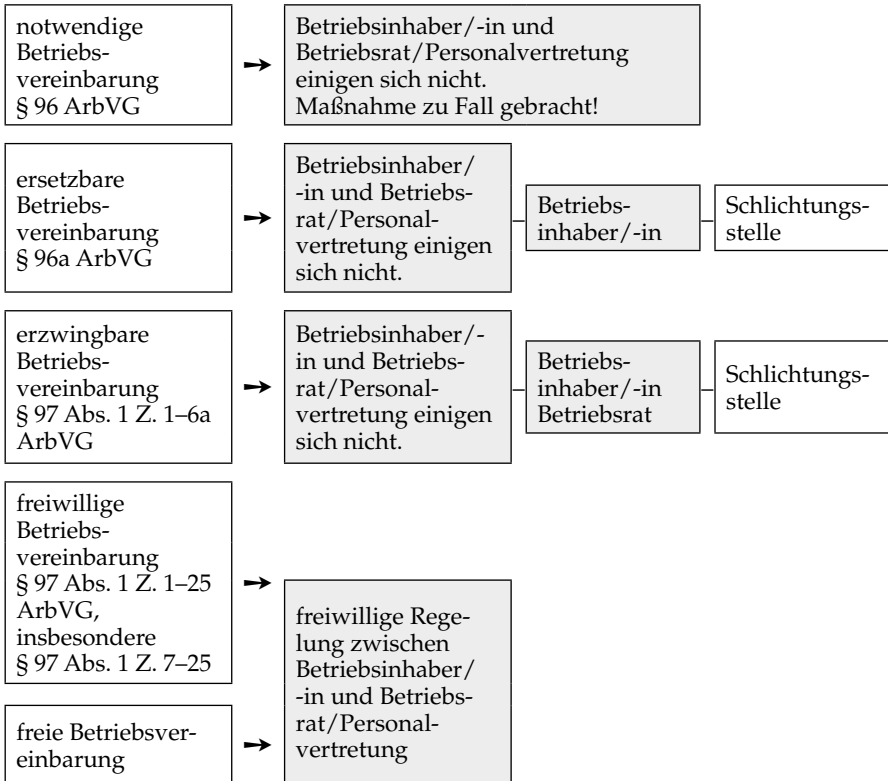 notwendige
Betriebs-
vereinbarung
§ 96 ArbVG
Betriebsinhaber/-in und
Betriebsrat/Personalvertretung
einigen sich nicht.
Maßnahme zu Fall gebracht!
ersetzbare
Betriebs-
vereinbarung
§ 96a ArbVG
Betriebsinhaber/
-in und Betriebs-
rat/Personal-
vertretung einigen
sich nicht.
Betriebs-
inhaber/-in
Schlichtungs-
stelle
erzwingbare
Betriebs-
vereinbarung
§ 97 Abs. 1 Z. 1–6a
ArbVG
Betriebsinhaber/-
in und Betriebs-
rat/Personal-
vertretung einigen
sich nicht.
Betriebs-
inhaber/-in
Betriebsrat
Schlichtungs-
stelle
freiwillige
Betriebs-
vereinbarung
§ 97 Abs. 1 Z. 1–25
ArbVG,
insbesondere
§ 97 Abs. 1 Z. 7–25
freie Betriebsver-
einbarung
freiwillige Rege-
lung zwischen
Betriebsinhaber/
-in und Betriebs-
rat/Personal-
vertretung